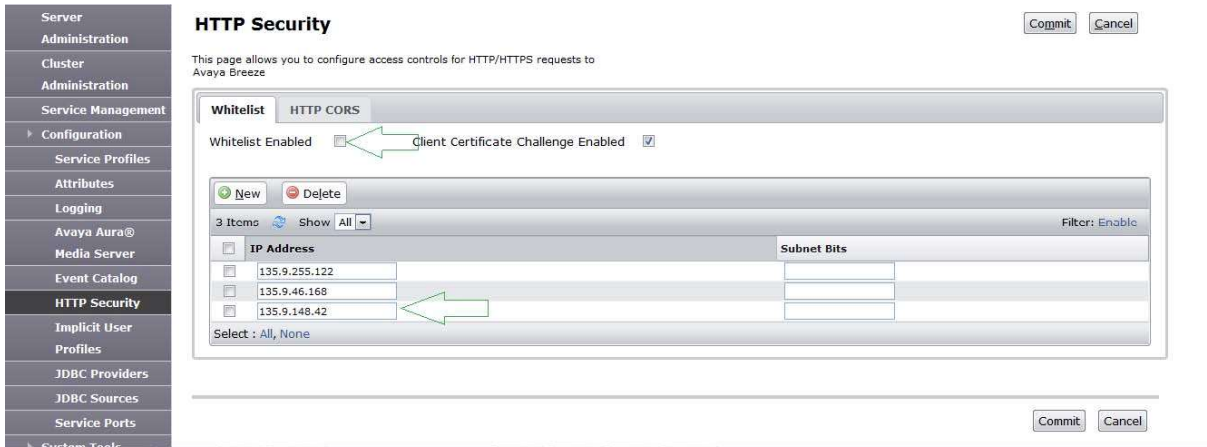 Server
Administration
Cluster
Administration
Service Management
Configuration
Service Profiles
Attributes
Logging
Avaya Aura®
Media Server
Event Catalog
HTTP Security
Implicit User
Profiles
JDBC Providers
JDBC Sources
Service Ports
System Tools
HTTP Security
Commit Cancel
This page allows you to configure access controls for HTTP/HTTPS requests to
Avaya Breeze
Whitelist HTTP CORS
Whitelist Enabled Client Certificate Challenge Enabled
New Delete
3 Items Show All Filter: Enable
IP Address Subnet Bits
135.9.255.122
135.9.46.168
135.9.148.42
Select : All, None
Commit Cancel